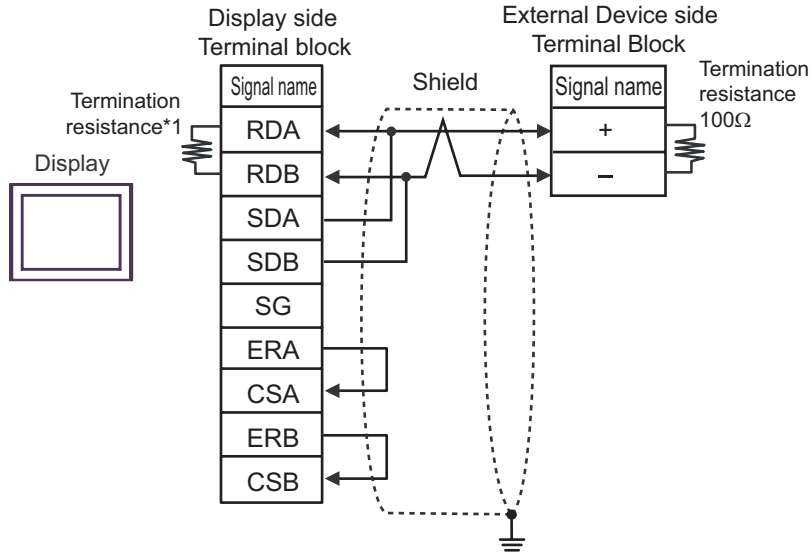 Display side
Terminal block
External Device side
Terminal Block
Signal name
Shield
Signal name
Termination
resistance
100Ω
Termination
resistance*1
Display
RDA
RDB
SDA
SDB
SG
ERA
CSA
ERB
CSB
+
−